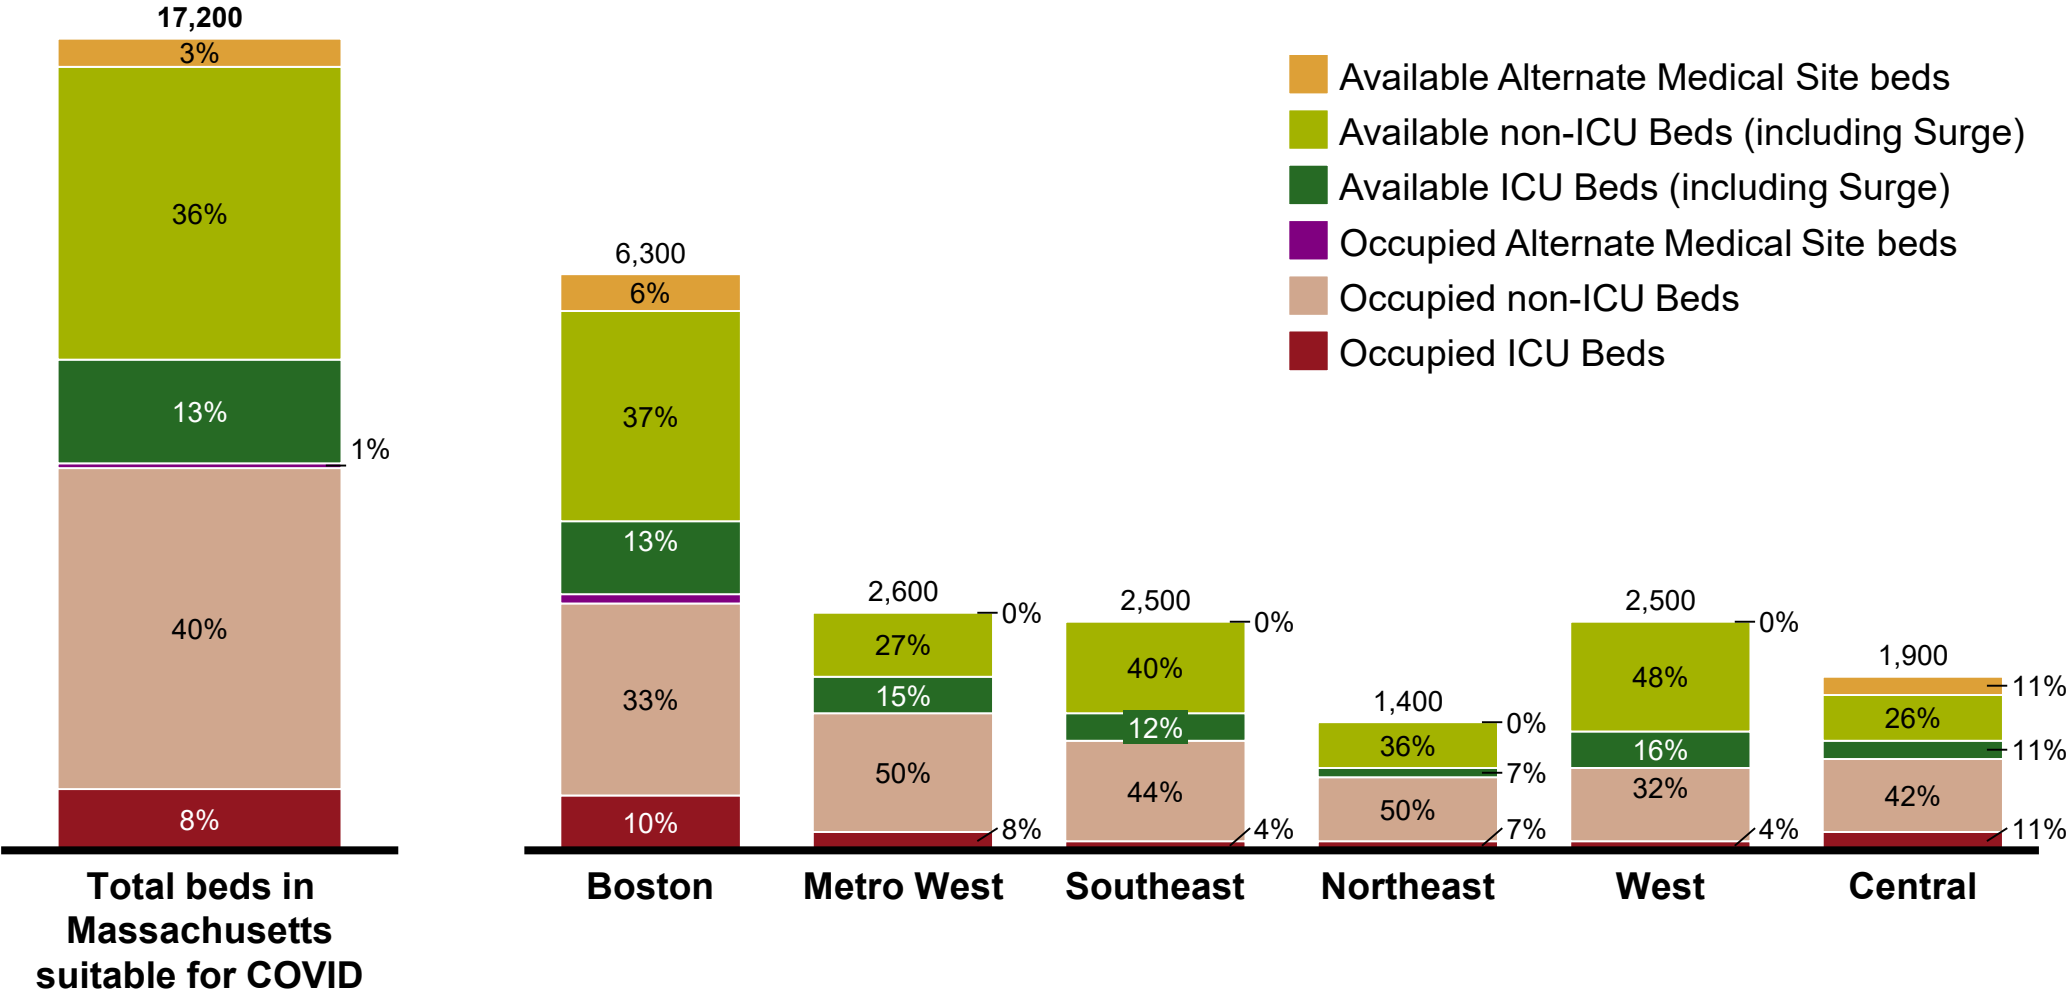 17,200
3%
36%
13%
1%
40%
8%
Total beds in
Massachusetts
suitable for COVID
6,300
6%
37%
13%
33%
10%
Boston
2,600
0%
27%
15%
50%
8%
Metro West
2,500
0%
40%
12%
44%
4%
Southeast
1,400
0%
36%
7%
50%
7%
Northeast
2,500
0%
48%
16%
32%
4%
West
1,900
11%
26%
11%
42%
11%
Central
Available Alternate Medical Site beds
Available non-ICU Beds (including Surge)
Available ICU Beds (including Surge)
Occupied Alternate Medical Site beds
Occupied non-ICU Beds
Occupied ICU Beds